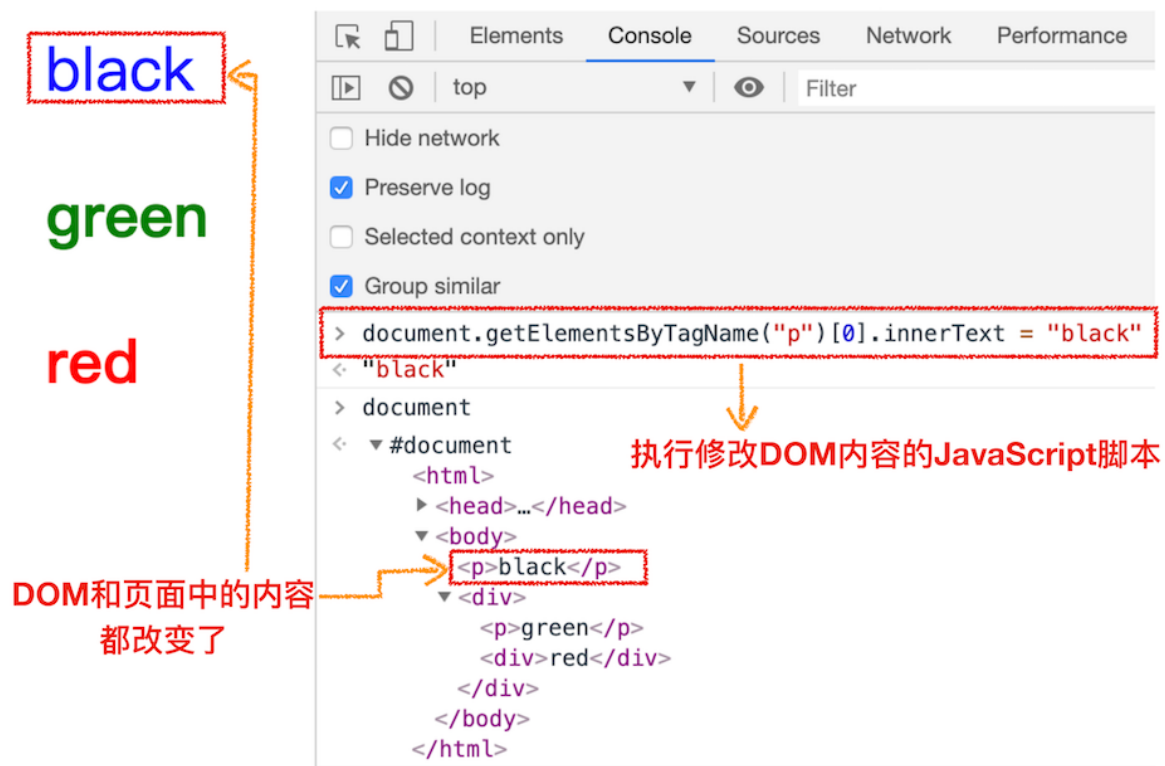 black
green
red
Elements Console Sources Network Performance
top Filter
Hide network
Preserve log
Selected context only
Group similar
> document.getElementsByTagName("p")[0].innerText = "black"
"black"
> document
执行修改DOM内容的JavaScript脚本
#document
<html>
<head>…</head>
<body>
<p>black</p>
<div>
<p>green</p>
<div>red</div>
</div>
</body>
</html>
DOM和页面中的内容
都改变了